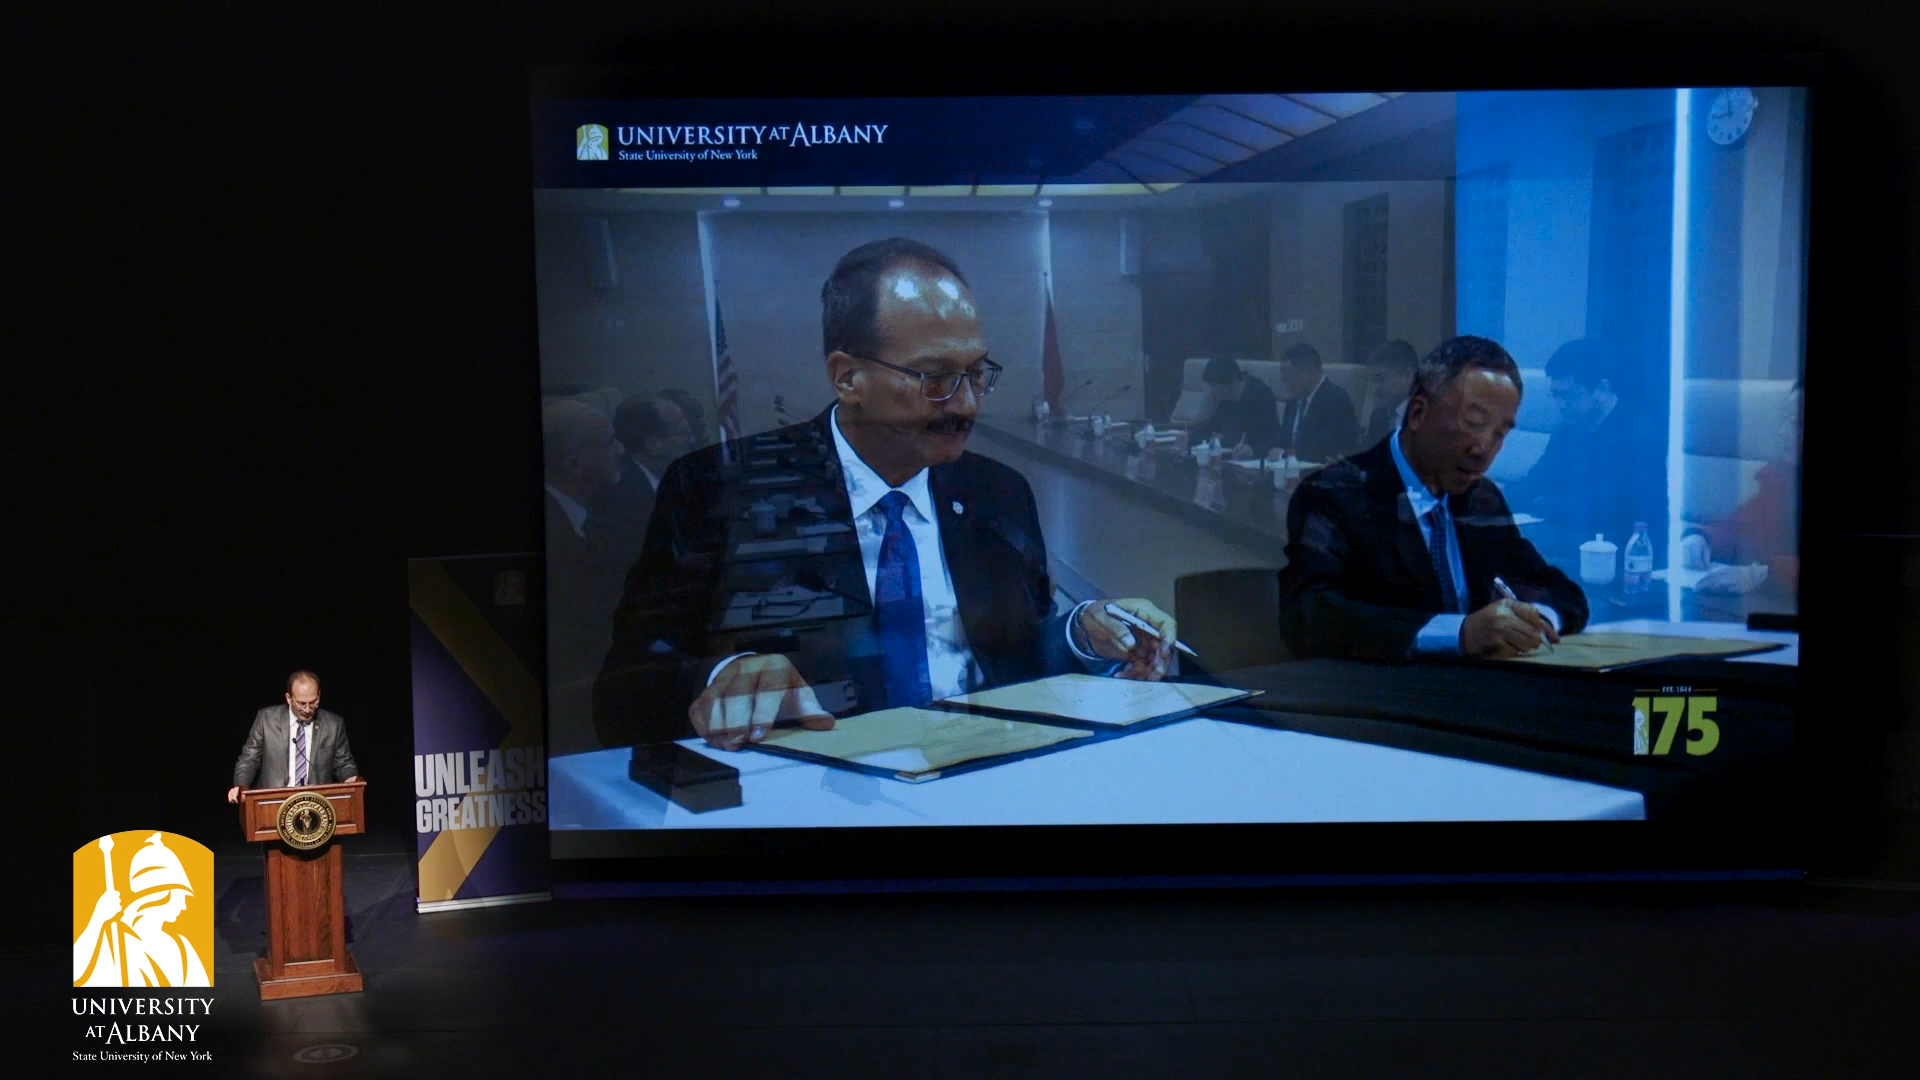 UNIVERSITY AT ALBANY
State University of New York
EST. 1844
175
UNLEASH
GREATNESS
UNIVERSITY
AT ALBANY
State University of New York